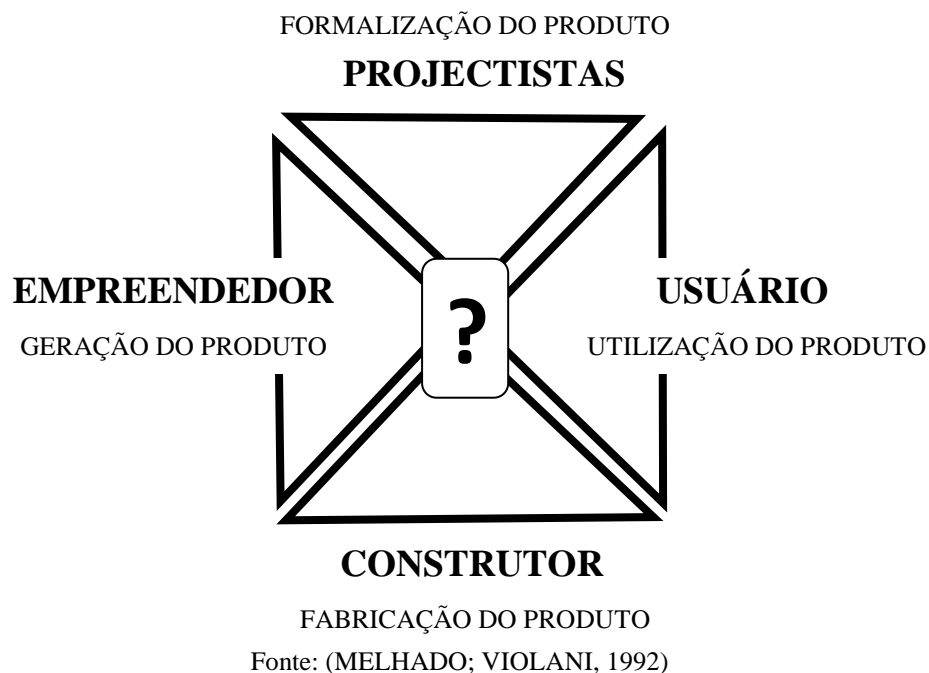 FORMALIZAÇÃO DO PRODUTO
PROJECTISTAS
EMPREENDEDOR
GERAÇÃO DO PRODUTO
?
USUÁRIO
UTILIZAÇÃO DO PRODUTO
CONSTRUTOR
FABRICAÇÃO DO PRODUTO
Fonte: (MELHADO; VIOLANI, 1992)